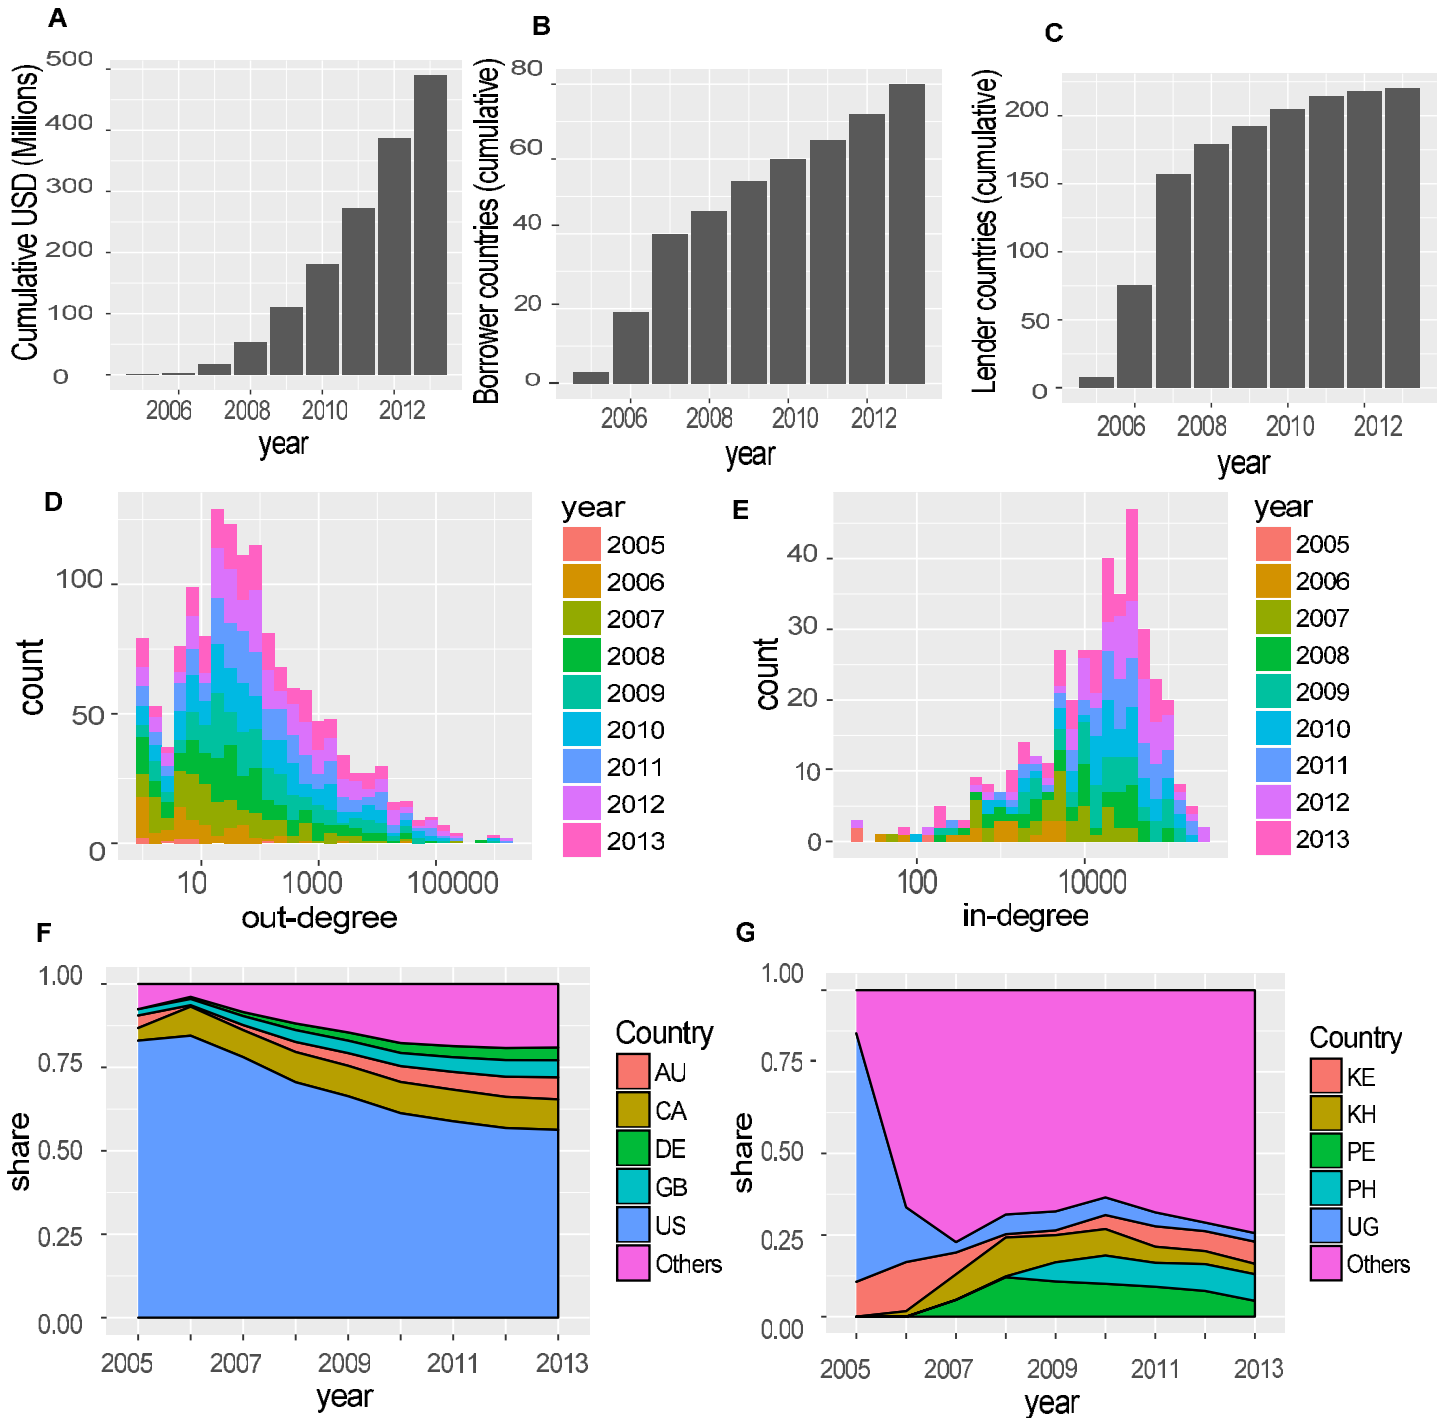 A
Cumulative USD (Millions)
500
400
300
200
100
0
2006 2008 2010 2012
year
B
Borrower countries (cumulative)
80
60
40
20
0
2006 2008 2010 2012
year
C
Lender countries (cumulative)
200
150
100
50
0
2006 2008 2010 2012
year
D
count
100
50
0
10 1000 100000
out-degree
year
2005
2006
2007
2008
2009
2010
2011
2012
2013
E
count
40
30
20
10
0
100 10000
in-degree
year
2005
2006
2007
2008
2009
2010
2011
2012
2013
F
share
1.00
0.75
0.50
0.25
0.00
2005 2007 2009 2011 2013
year
Country
AU
CA
DE
GB
US
Others
G
share
1.00
0.75
0.50
0.25
0.00
2005 2007 2009 2011 2013
year
Country
KE
KH
PE
PH
UG
Others